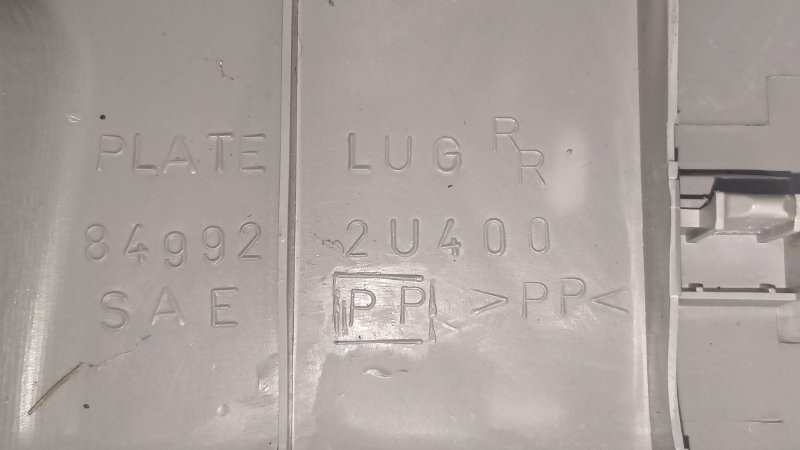 PLATE LUG RR
84992 2U400
SAE PP >PP<